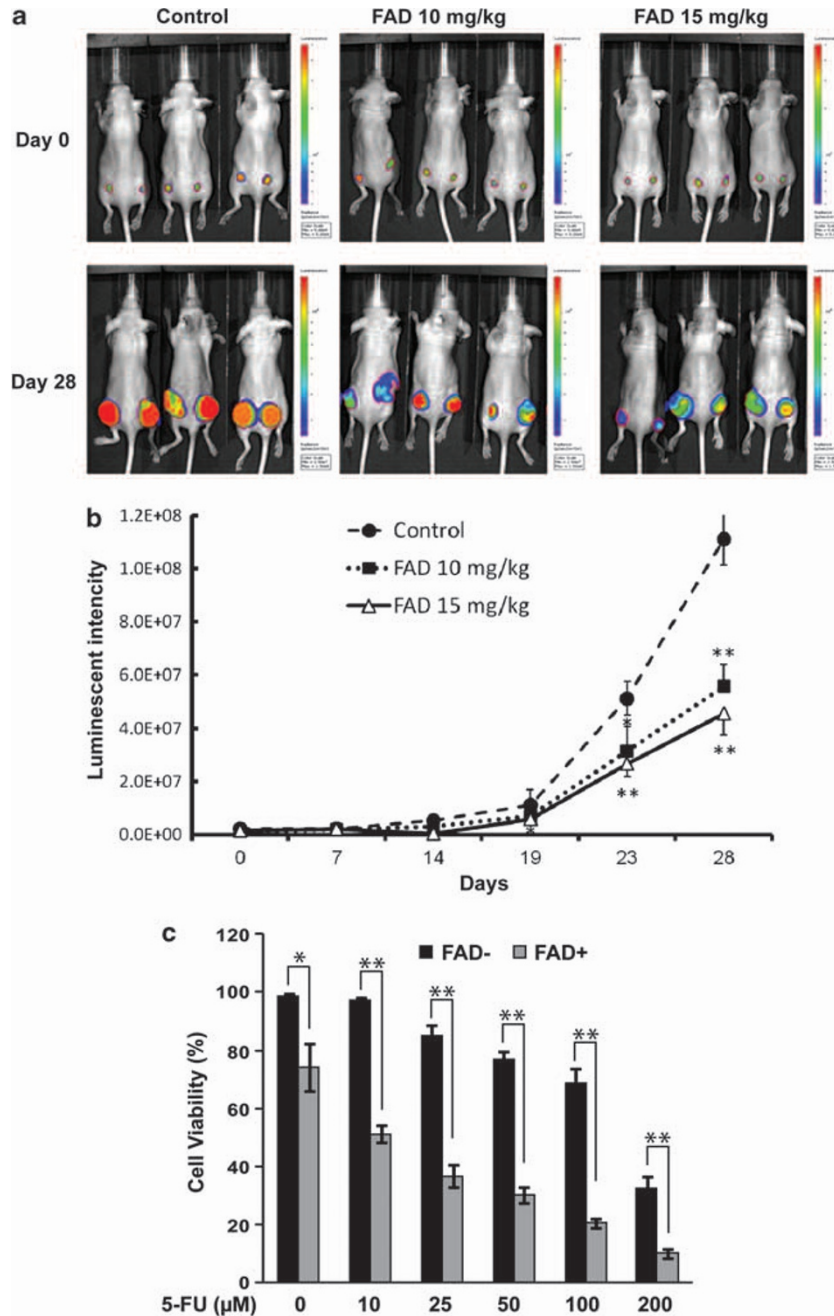 a
Control FAD 10 mg/kg FAD 15 mg/kg
Day 0
Day 28
b
1.2E+08
1.0E+08
8.0E+07
6.0E+07
4.0E+07
2.0E+07
0.0E+00
Luminescent intencity
Control
FAD 10 mg/kg
FAD 15 mg/kg
**
*
**
**
*
0 7 14 19 23 28
Days
c
120
100
80
60
40
20
0
Cell Viability (%)
FAD- FAD+
* ** ** ** ** **
5-FU (µM) 0 10 25 50 100 200